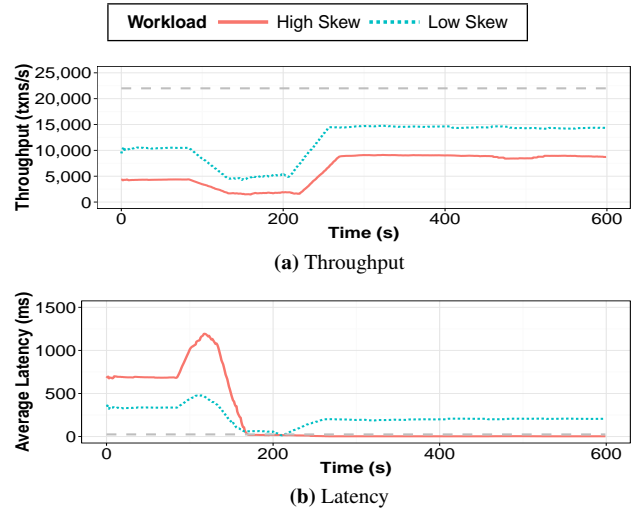 Workload High Skew Low Skew
Throughput (txns/s)
25,000
20,000
15,000
10,000
5,000
0
0 200 400 600
Time (s)
(a) Throughput
Average Latency (ms)
1500
1000
500
0
0 200 400 600
Time (s)
(b) Latency